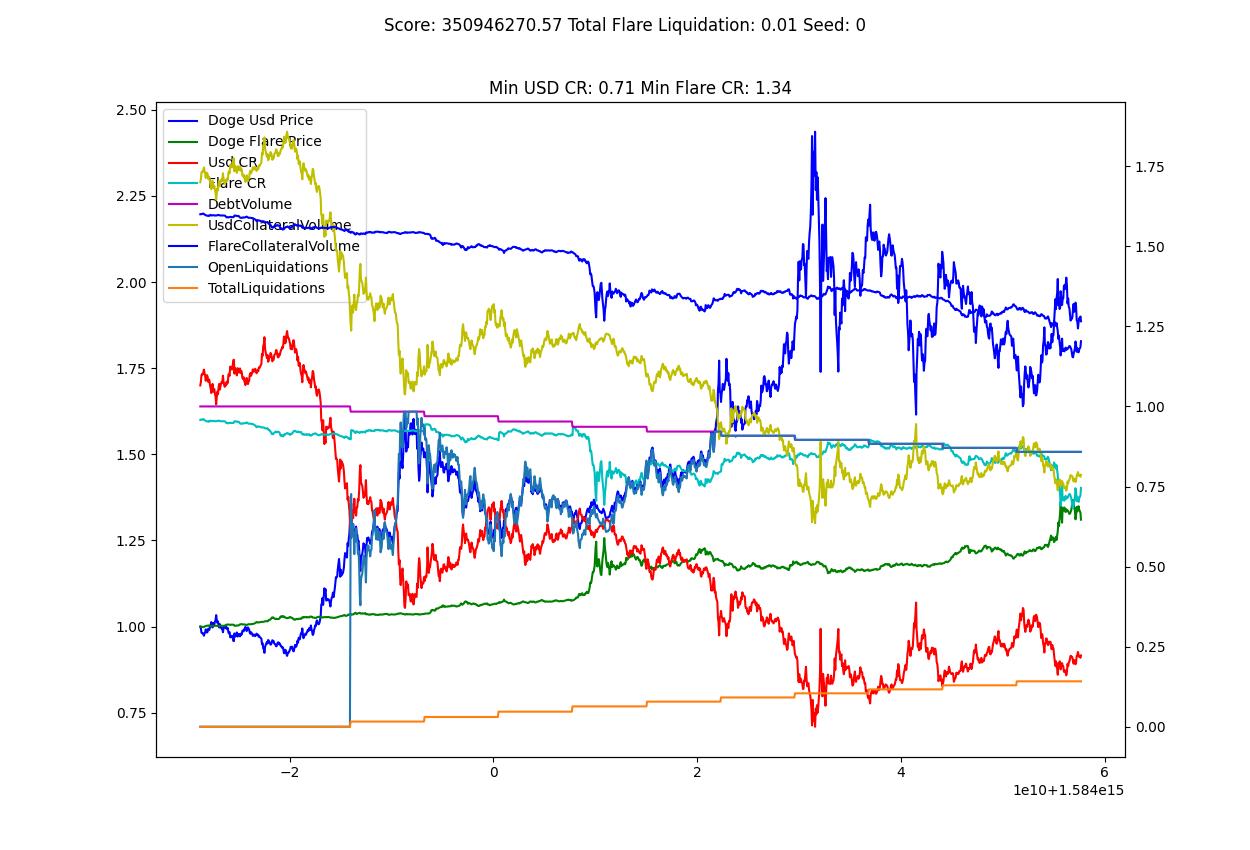 Score: 350946270.57 Total Flare Liquidation: 0.01 Seed: 0
Min USD CR: 0.71 Min Flare CR: 1.34
2.50
2.25
2.00
1.75
1.50
1.25
1.00
0.75
Doge Usd Price
Doge Flare Price
Usd CR
Flare CR
DebtVolume
UsdCollateralVolume
FlareCollateralVolume
OpenLiquidations
TotalLiquidations
1.75
1.50
1.25
1.00
0.75
0.50
0.25
0.00
−2
0
2
4
6
1e10+1.584e15